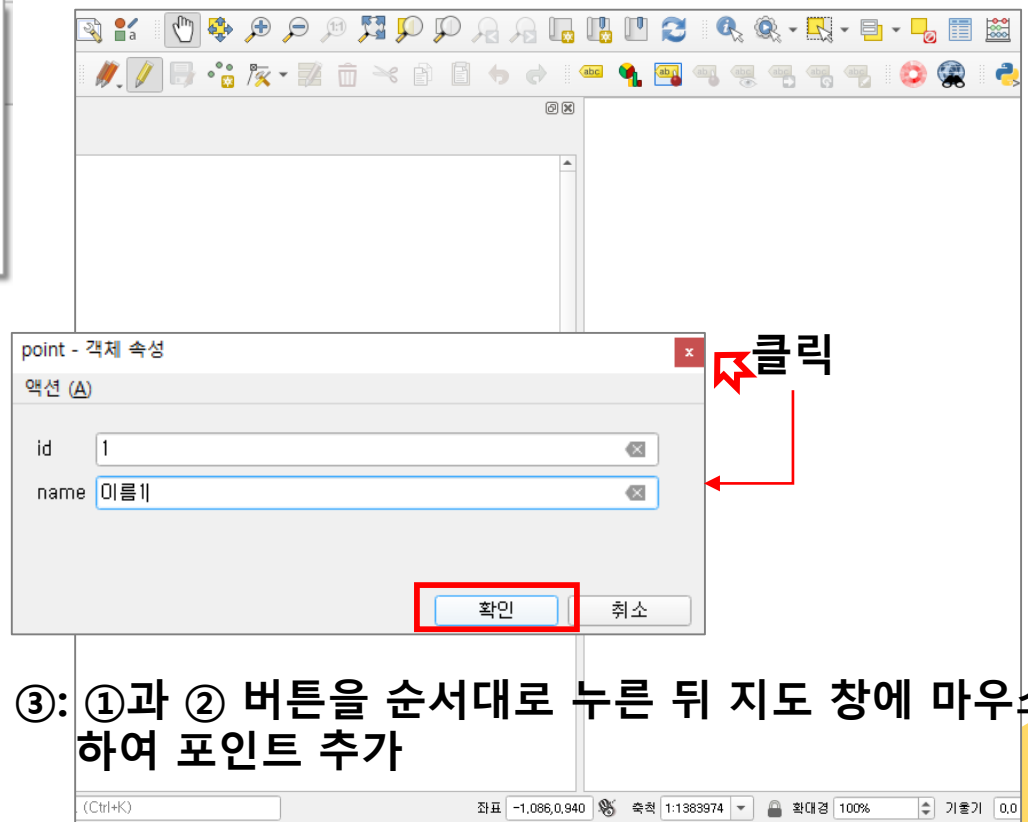 point - 객체 속성
액션 (A)
클릭
id 1
name 이름1
확인 취소
③: ①과 ② 버튼을 순서대로 누른 뒤 지도 창에
하여 포인트 추가
(Ctrl+K) 좌표 -1,086,0,940 축척 1:1383974 확대경 100% 기울기 0,0